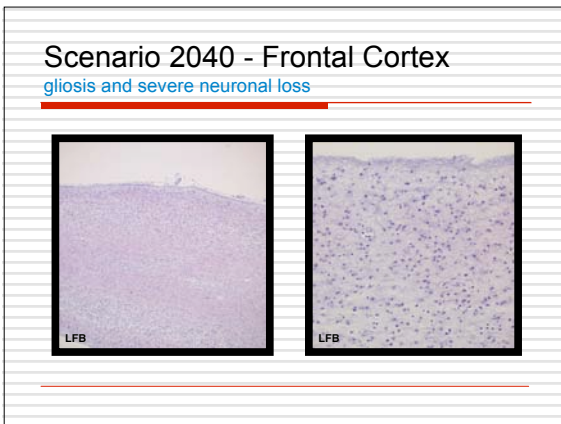 Scenario 2040 - Frontal Cortex
gliosis and severe neuronal loss
LFB
LFB